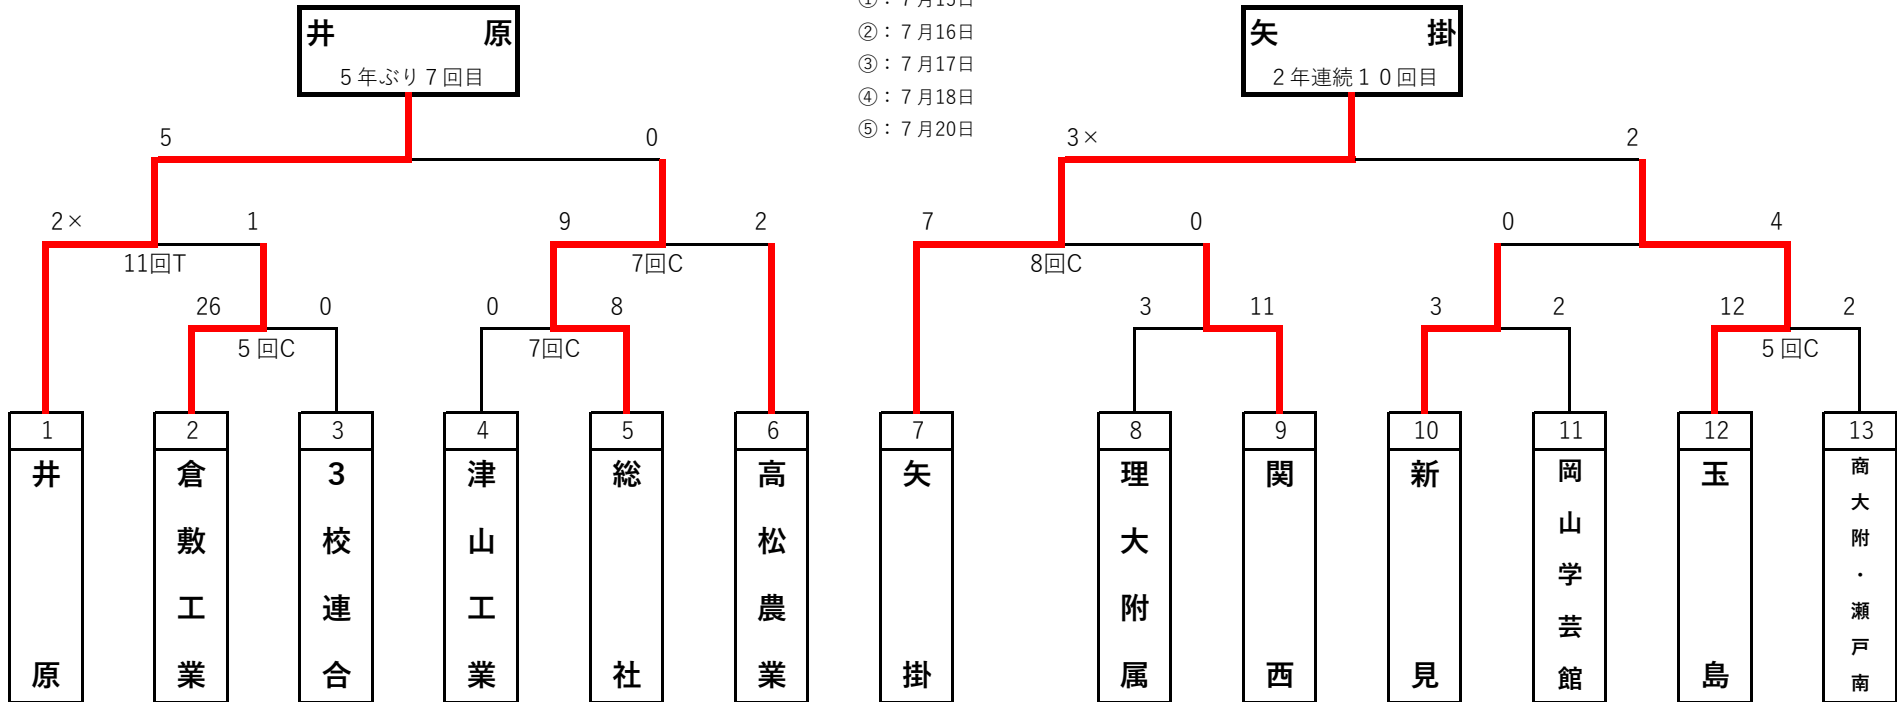 ①：７月15日
②：７月16日
③：７月17日
④：７月18日
⑤：７月20日
井原
５年ぶり７回目
矢掛
２年連続１０回目
5 0
3× 2
2× 1
11回T
9 2
7回C
7 0
8回C
0 4
26 0
５回C
0 8
7回C
3 11
3 2
12 2
５回C
1 2 3 4 5 6 7 8 9 10 11 12 13
井原
倉敷工業
３校連合
津山工業
総社
高松農業
矢掛
理大附属
関西
新見
岡山学芸館
玉島
商大附・瀬戸南